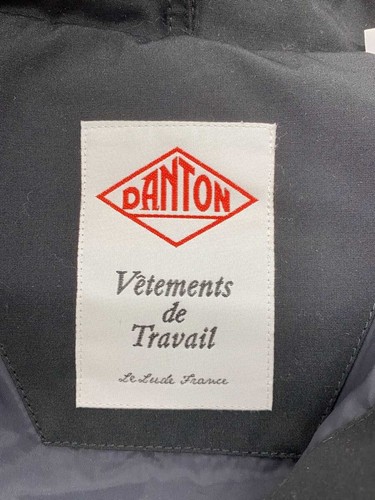 DANTON
Vêtements
de
Travail
Le Lude France